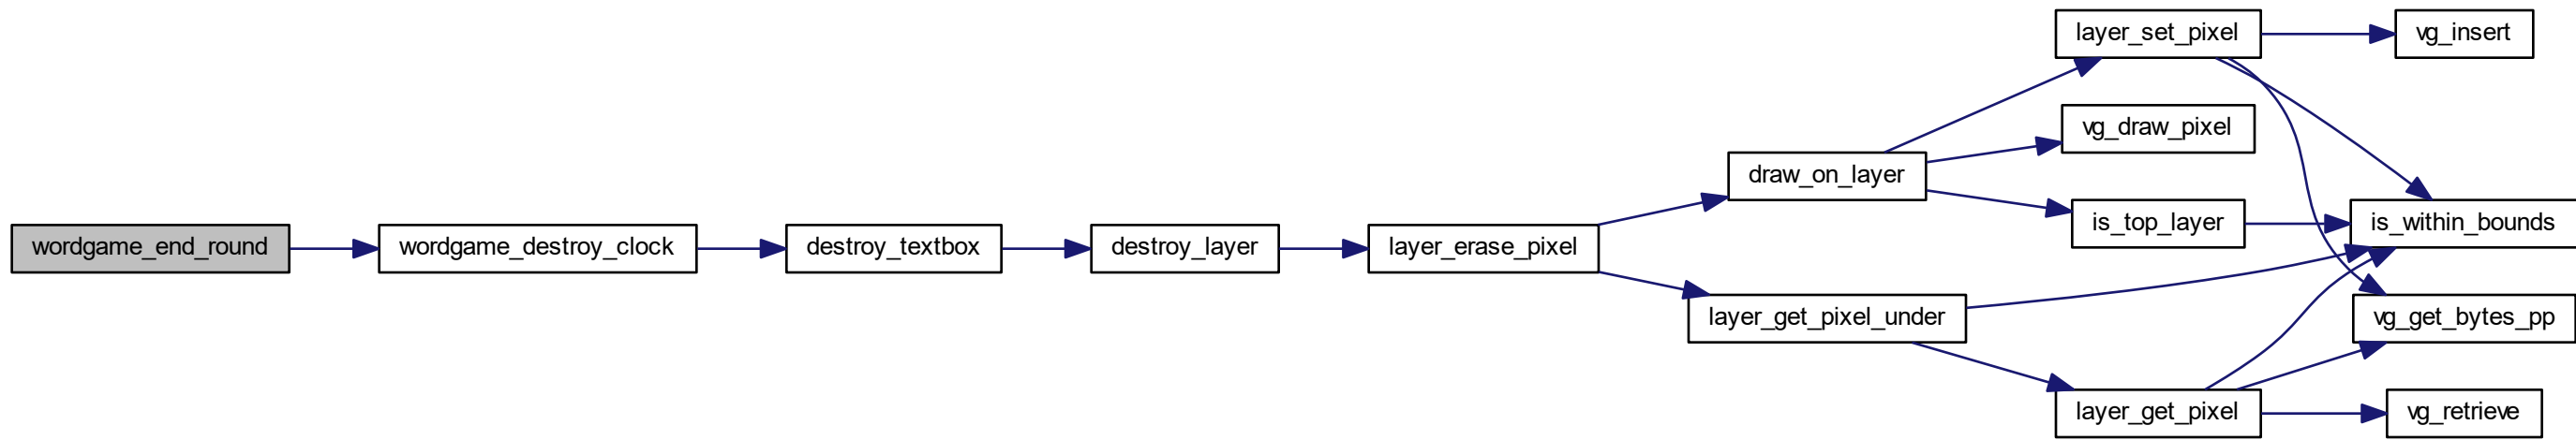 wordgame_end_round
wordgame_destroy_clock
destroy_textbox
destroy_layer
layer_erase_pixel
draw_on_layer
layer_get_pixel_under
layer_set_pixel
vg_draw_pixel
is_top_layer
layer_get_pixel
vg_insert
is_within_bounds
vg_get_bytes_pp
vg_retrieve